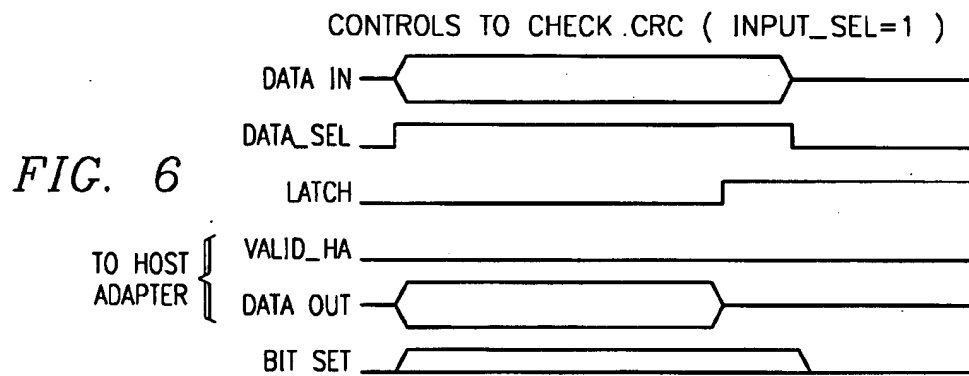 CONTROLS TO CHECK.CRC ( INPUT_SEL=1 )
DATA IN
DATA_SEL
FIG. 6
LATCH
VALID_HA
TO HOST
ADAPTER
DATA OUT
BIT SET